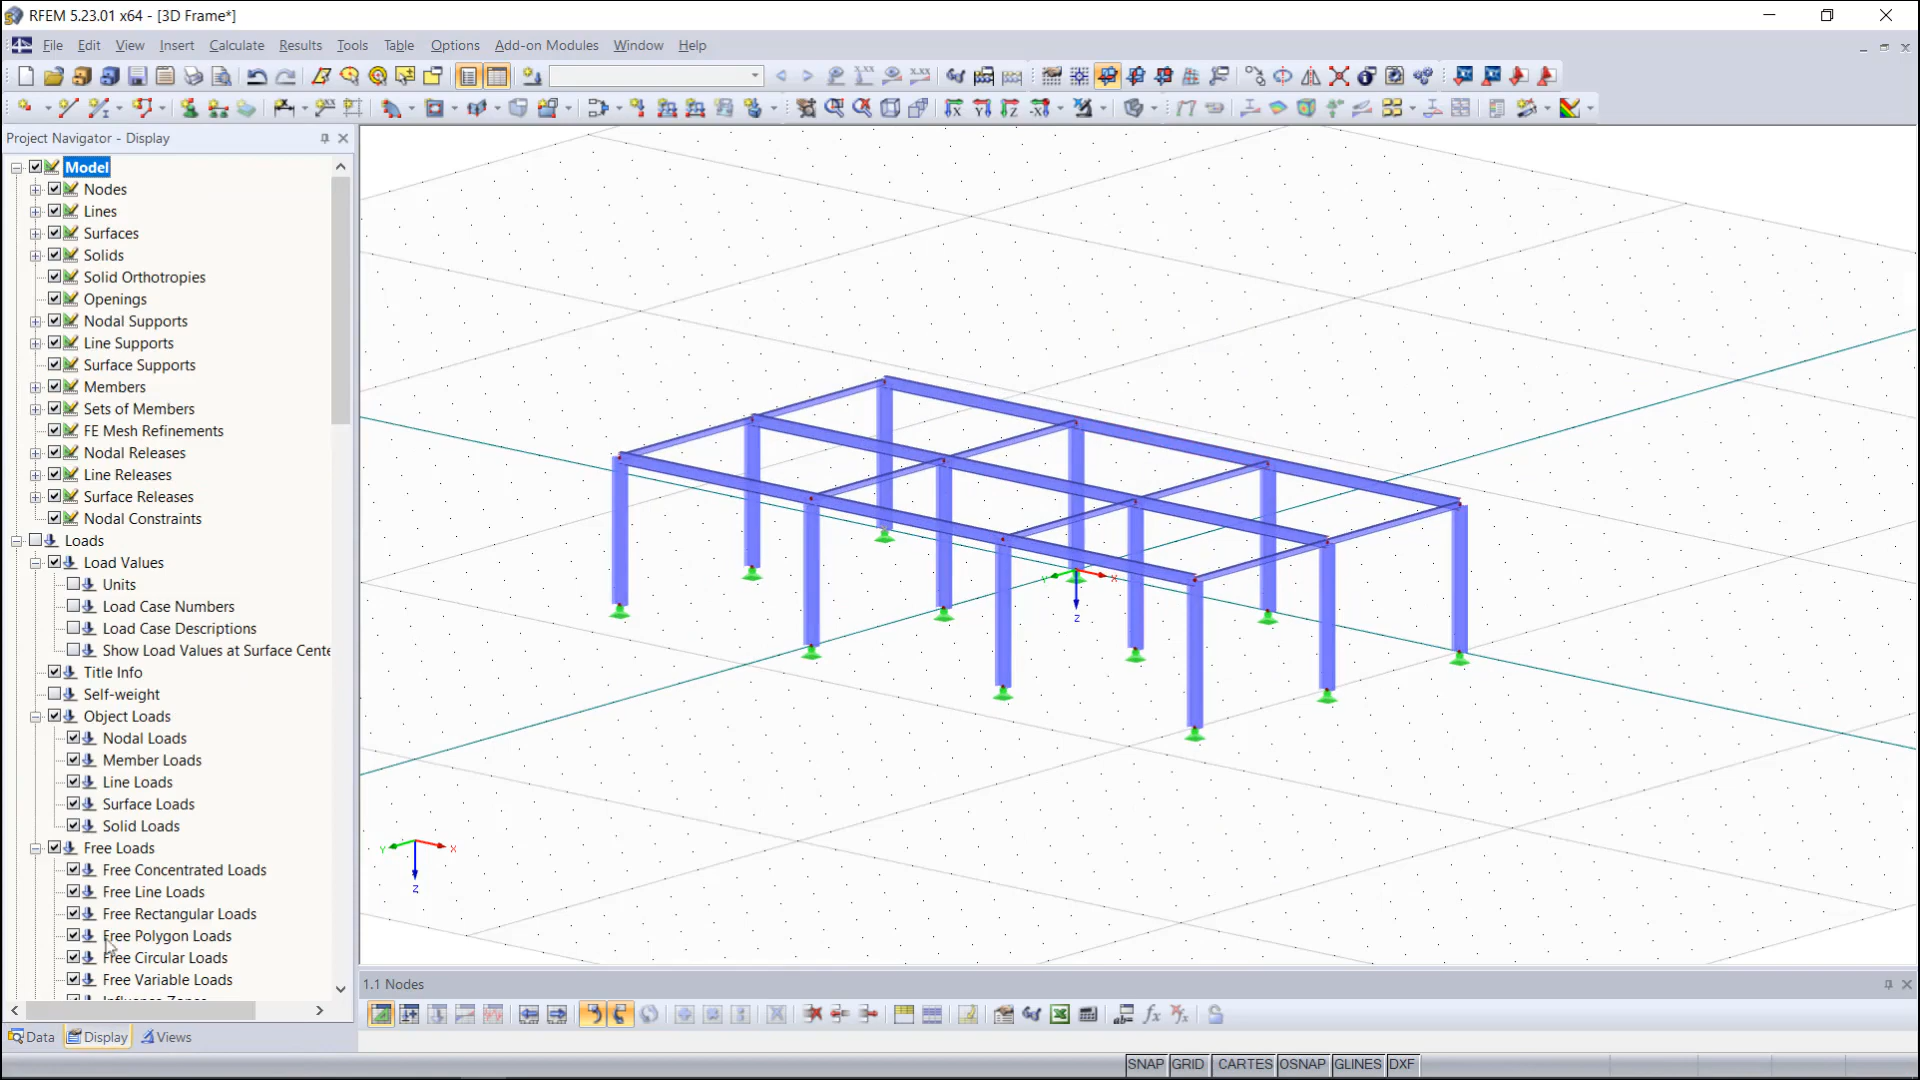 RFEM 5.23.01 x64 - [3D Frame*]
File Edit View Insert Calculate Results Tools Table Options Add-on Modules Window Help
Project Navigator - Display
Model
Nodes
Lines
Surfaces
Solids
Solid Orthotropies
Openings
Nodal Supports
Line Supports
Surface Supports
Members
Sets of Members
FE Mesh Refinements
Nodal Releases
Line Releases
Surface Releases
Nodal Constraints
Loads
Load Values
Units
Load Case Numbers
Load Case Descriptions
Show Load Values at Surface Cente
Title Info
Self-weight
Object Loads
Nodal Loads
Member Loads
Line Loads
Surface Loads
Solid Loads
Free Loads
Free Concentrated Loads
Free Line Loads
Free Rectangular Loads
Free Polygon Loads
Free Circular Loads
Free Variable Loads
Data Display Views
Y X
Z
Y X
Z
1.1 Nodes
SNAP GRID CARTES OSNAP GLINES DXF